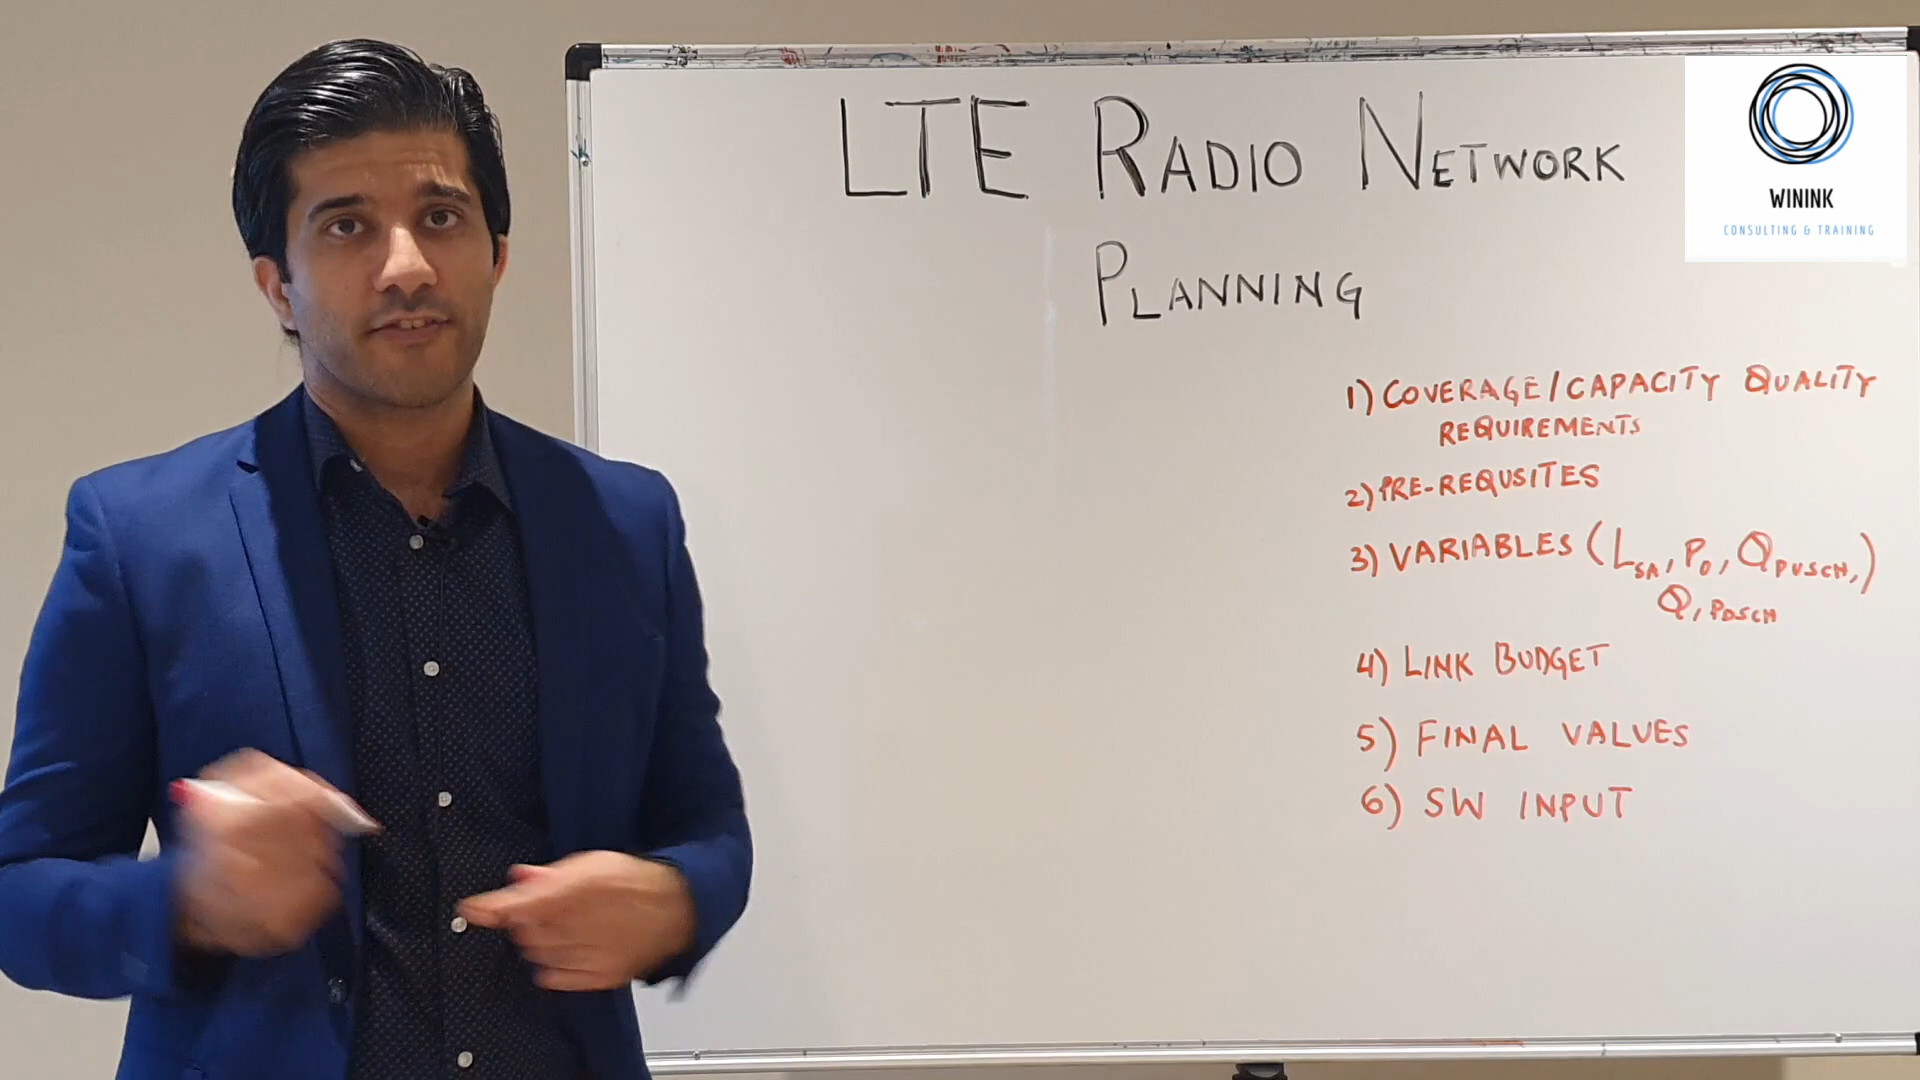 LTE RADIO NETWORK
PLANNING
WININK
CONSULTING & TRAINING
1) COVERAGE/CAPACITY QUALITY
REQUIREMENTS
2) PRE-REQUSITES
3) VARIABLES (LSA, PO, QPUSCH,)
Q, PDSCH
4) LINK BUDGET
5) FINAL VALUES
6) SW INPUT